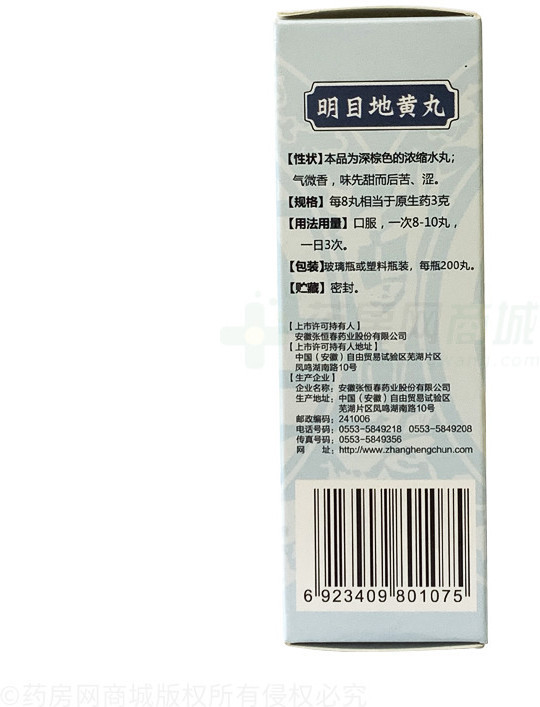 明目地黄丸
【性状】本品为深棕色的浓缩水丸；
气微香，味先甜而后苦、涩。
【规格】每8丸相当于原生药3克
【用法用量】口服，一次8-10丸，
一日3次。
【包装】玻璃瓶或塑料瓶装，每瓶200丸。
【贮藏】密封。
【上市许可持有人】
安徽张恒春药业股份有限公司
【上市许可持有人地址】
中国（安徽）自由贸易试验区芜湖片区
凤鸣湖南路10号
【生产企业】
企业名称：安徽张恒春药业股份有限公司
生产地址：中国（安徽）自由贸易试验区
芜湖片区凤鸣湖南路10号
邮政编码：241006
电话号码：0553-5849218 0553-5849208
传真号码：0553-5849356
网 址：http://www.zhanghengchun.com
6 923409 801075
©药房网商城版权所有侵权必究